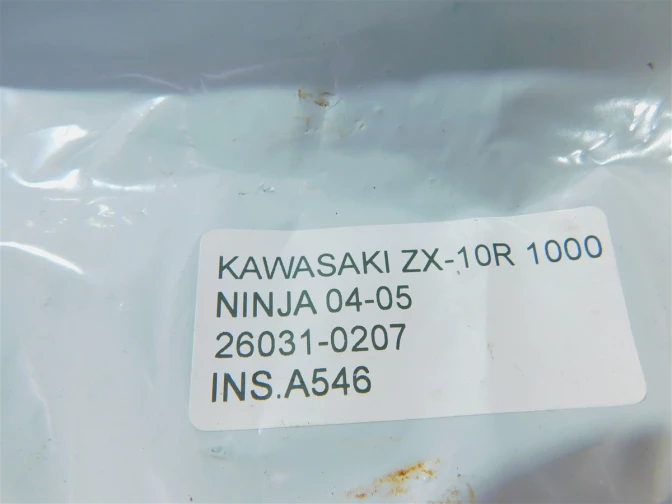 KAWASAKI ZX-10R 1000
NINJA 04-05
26031-0207
INS.A546